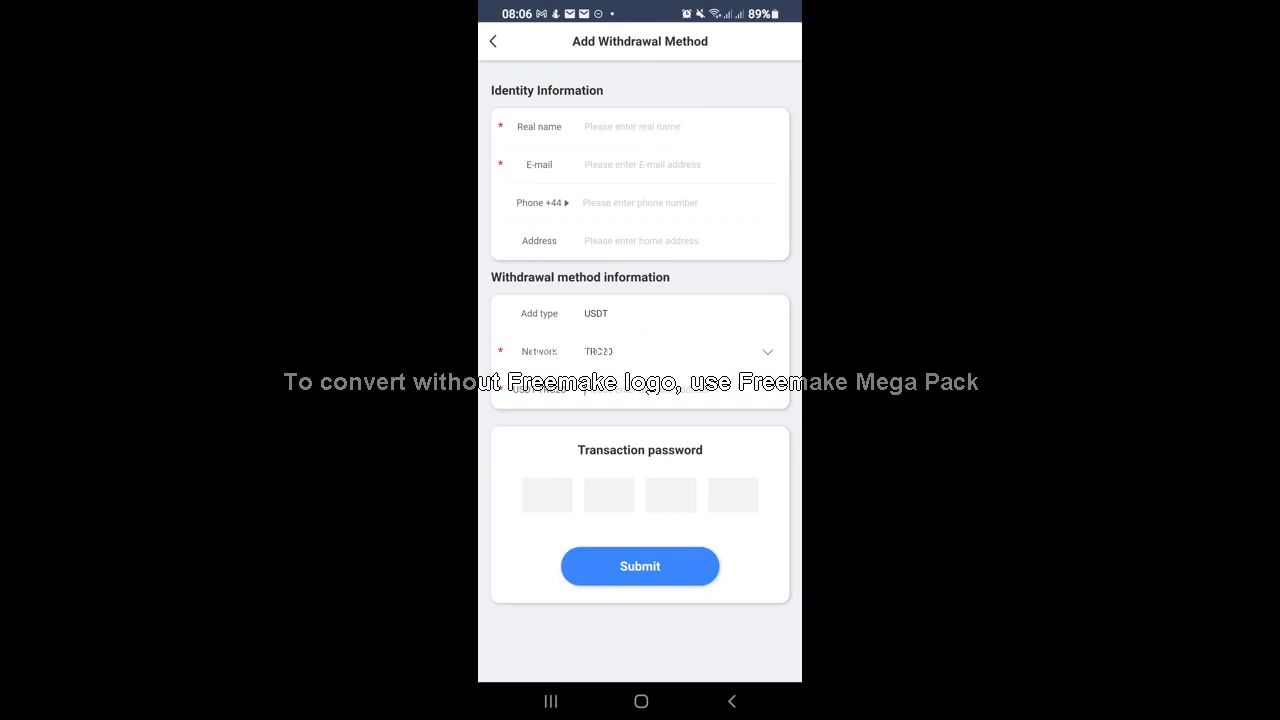 08:06
89%
Add Withdrawal Method
Identity Information
* Real name Please enter real name
* E-mail Please enter E-mail address
Phone +44 Please enter phone number
Address Please enter home address
Withdrawal method information
Add type USDT
* Network TRC20
To convert without Freemake logo, use Freemake Mega Pack
Transaction password
Submit